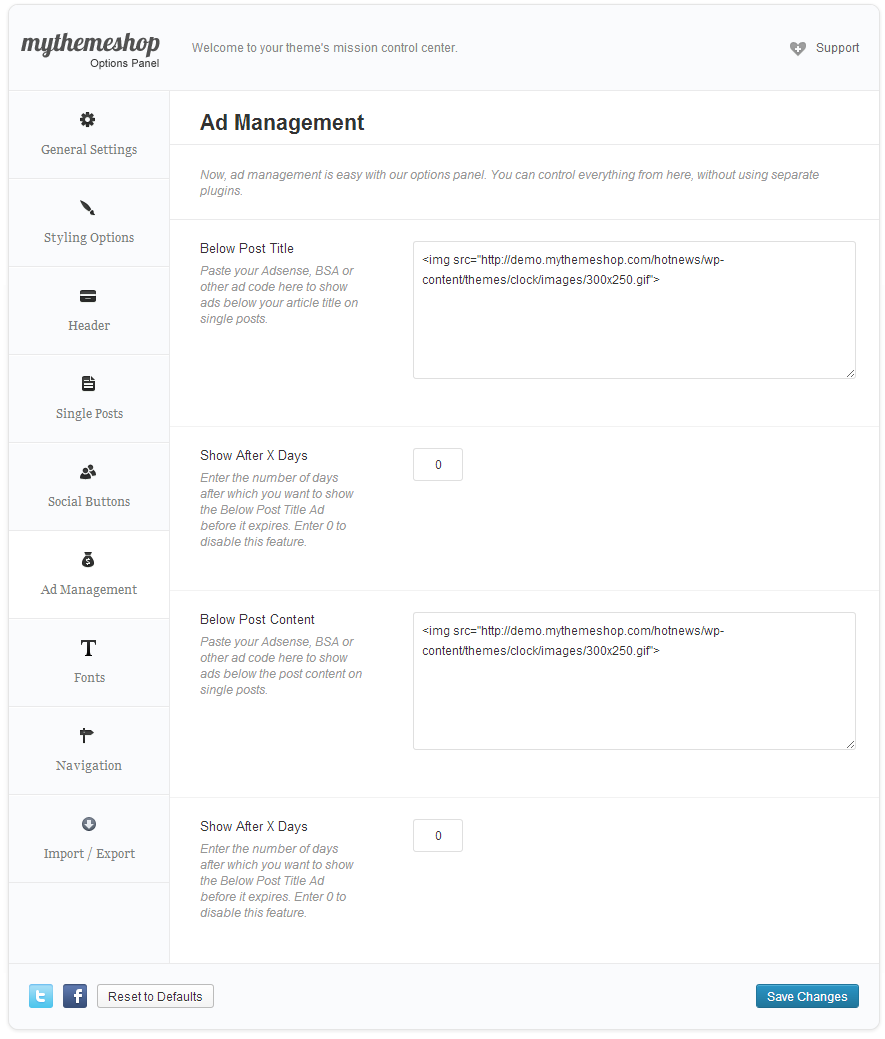 mythemeshop
Options Panel
Welcome to your theme's mission control center.
Support
General Settings
Styling Options
Header
Single Posts
Social Buttons
Ad Management
Fonts
Navigation
Import / Export
Ad Management
Now, ad management is easy with our options panel. You can control everything from here, without using separate
plugins.
Below Post Title
Paste your Adsense, BSA or
other ad code here to show
ads below your article title on
single posts.
<img src="http://demo.mythemeshop.com/hotnews/wp-
content/themes/clock/images/300x250.gif">
Show After X Days
Enter the number of days
after which you want to show
the Below Post Title Ad
before it expires. Enter 0 to
disable this feature.
0
Below Post Content
Paste your Adsense, BSA or
other ad code here to show
ads below the post content on
single posts.
<img src="http://demo.mythemeshop.com/hotnews/wp-
content/themes/clock/images/300x250.gif">
Show After X Days
Enter the number of days
after which you want to show
the Below Post Title Ad
before it expires. Enter 0 to
disable this feature.
0
Reset to Defaults
Save Changes